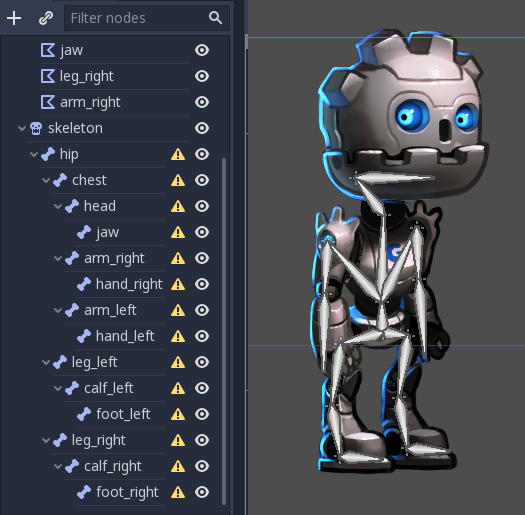 Filter nodes
jaw
leg_right
arm_right
skeleton
hip
chest
head
jaw
arm_right
hand_right
arm_left
hand_left
leg_left
calf_left
foot_left
leg_right
calf_right
foot_right
G